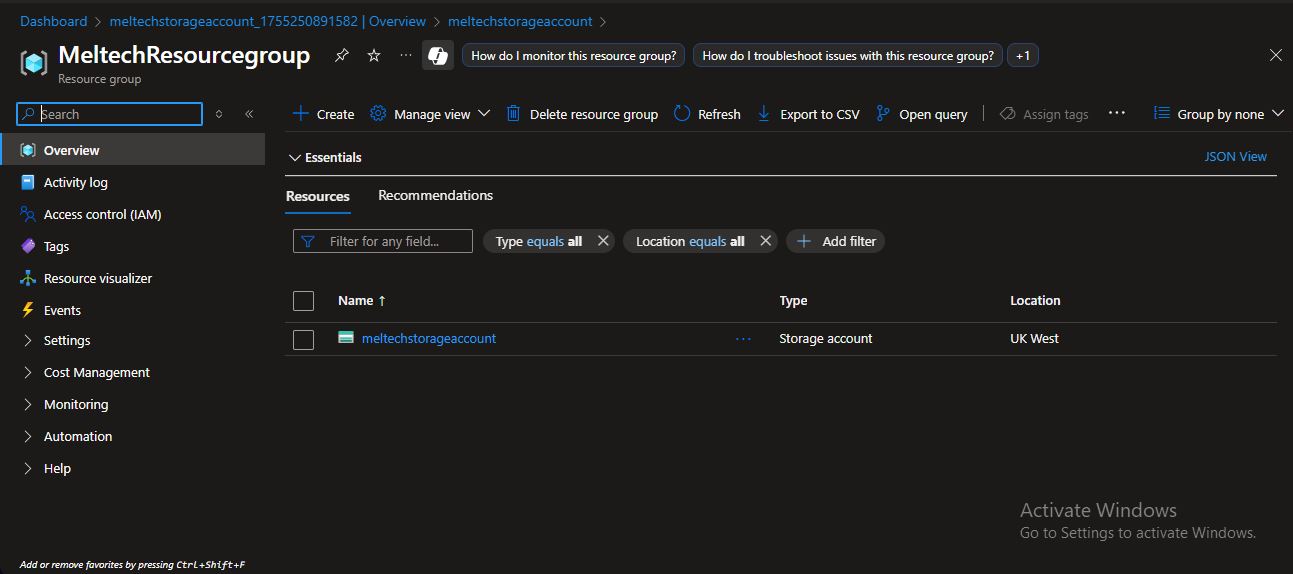 Dashboard > meltechstorageaccount_1755250891582 | Overview > meltechstorageaccount >
MeltechResourcegroup
Resource group
How do I monitor this resource group?
How do I troubleshoot issues with this resource group?
+1
Search
Create
Manage view
Delete resource group
Refresh
Export to CSV
Open query
Assign tags
Group by none
Overview
Activity log
Access control (IAM)
Tags
Resource visualizer
Events
Settings
Cost Management
Monitoring
Automation
Help
Add or remove favorites by pressing Ctrl+Shift+F
Essentials
JSON View
Resources
Recommendations
Filter for any field...
Type equals all
Location equals all
Add filter
Name ↑ Type Location
meltechstorageaccount ... Storage account UK West
Activate Windows
Go to Settings to activate Windows.